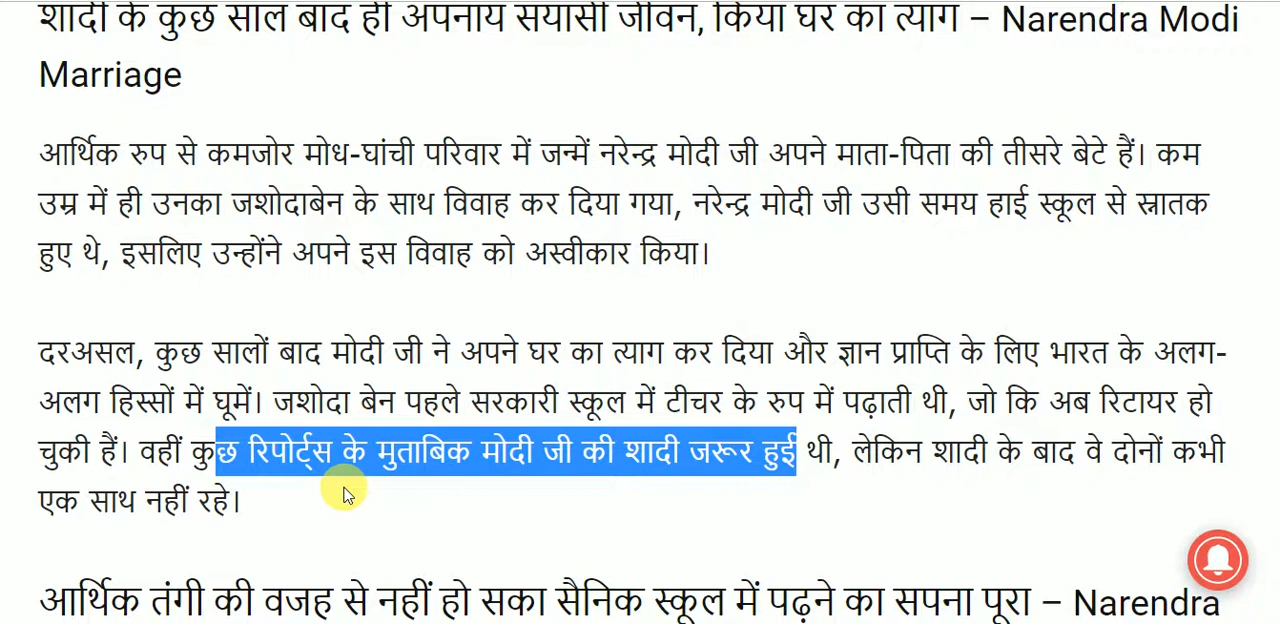 शादी के कुछ साल बाद ही अपनाय सयासी जीवन, किया घर का त्याग – Narendra Modi
Marriage
आर्थिक रुप से कमजोर मोध-घांची परिवार में जन्में नरेन्द्र मोदी जी अपने माता-पिता की तीसरे बेटे हैं। कम
उम्र में ही उनका जशोदाबेन के साथ विवाह कर दिया गया, नरेन्द्र मोदी जी उसी समय हाई स्कूल से स्नातक
हुए थे, इसलिए उन्होंने अपने इस विवाह को अस्वीकार किया।
दरअसल, कुछ सालों बाद मोदी जी ने अपने घर का त्याग कर दिया और ज्ञान प्राप्ति के लिए भारत के अलग-
अलग हिस्सों में घूमें। जशोदा बेन पहले सरकारी स्कूल में टीचर के रुप में पढ़ाती थी, जो कि अब रिटायर हो
चुकी हैं। वहीं कुछ रिपोर्ट्स के मुताबिक मोदी जी की शादी जरूर हुई थी, लेकिन शादी के बाद वे दोनों कभी
एक साथ नहीं रहे।
आर्थिक तंगी की वजह से नहीं हो सका सैनिक स्कूल में पढ़ने का सपना पूरा – Narendra